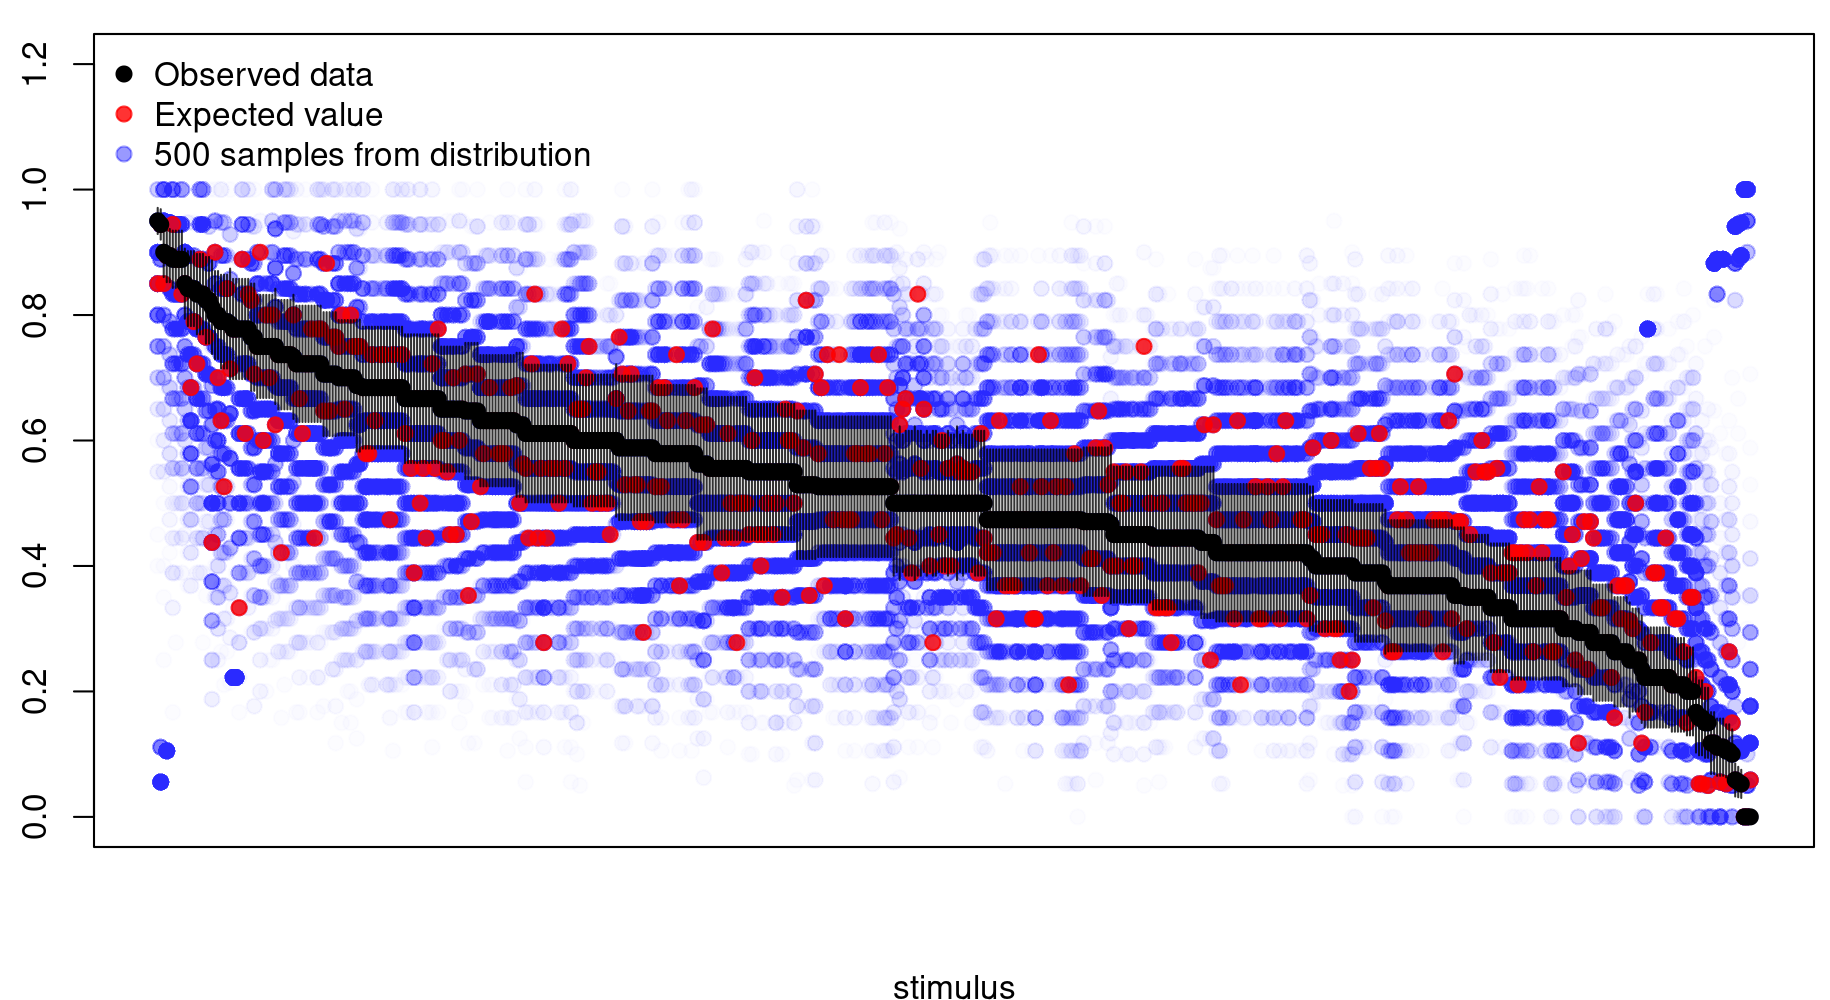 1.2
1.0
0.8
0.6
0.4
0.2
0.0
Observed data
Expected value
500 samples from distribution
stimulus